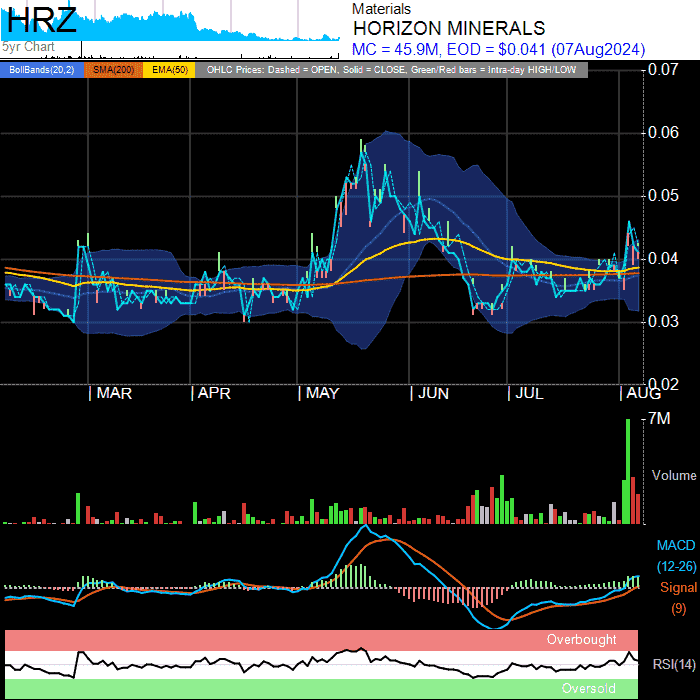 HRZ
5yr Chart
Materials
HORIZON MINERALS
MC = 45.9M, EOD = $0.041 (07Aug2024)
BollBands(20,2) SMA(200) EMA(50) OHLC Prices: Dashed = OPEN, Solid = CLOSE, Green/Red bars = Intra-day HIGH/LOW
0.07
0.06
0.05
0.04
0.03
0.02
MAR APR MAY JUN JUL AUG
7M
Volume
MACD
(12-26)
Signal
(9)
Overbought
RSI(14)
Oversold